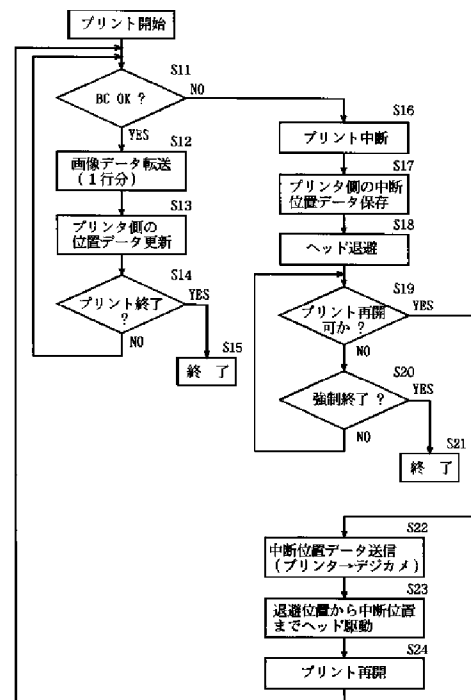 プリント開始
S11
BC OK ?
NO
YES
S12
画像データ転送
(1行分)
S13
プリンタ側の
位置データ更新
S14
プリント終了
?
YES
NO
S15
終 了
S16
プリント中断
S17
プリンタ側の中断
位置データ保存
S18
ヘッド退避
S19
プリント再開
可か ?
YES
NO
S20
強制終了 ?
YES
NO
S21
終 了
S22
中断位置データ送信
(プリンタ→デジカメ)
S23
退避位置から中断位置
までヘッド駆動
S24
プリント再開